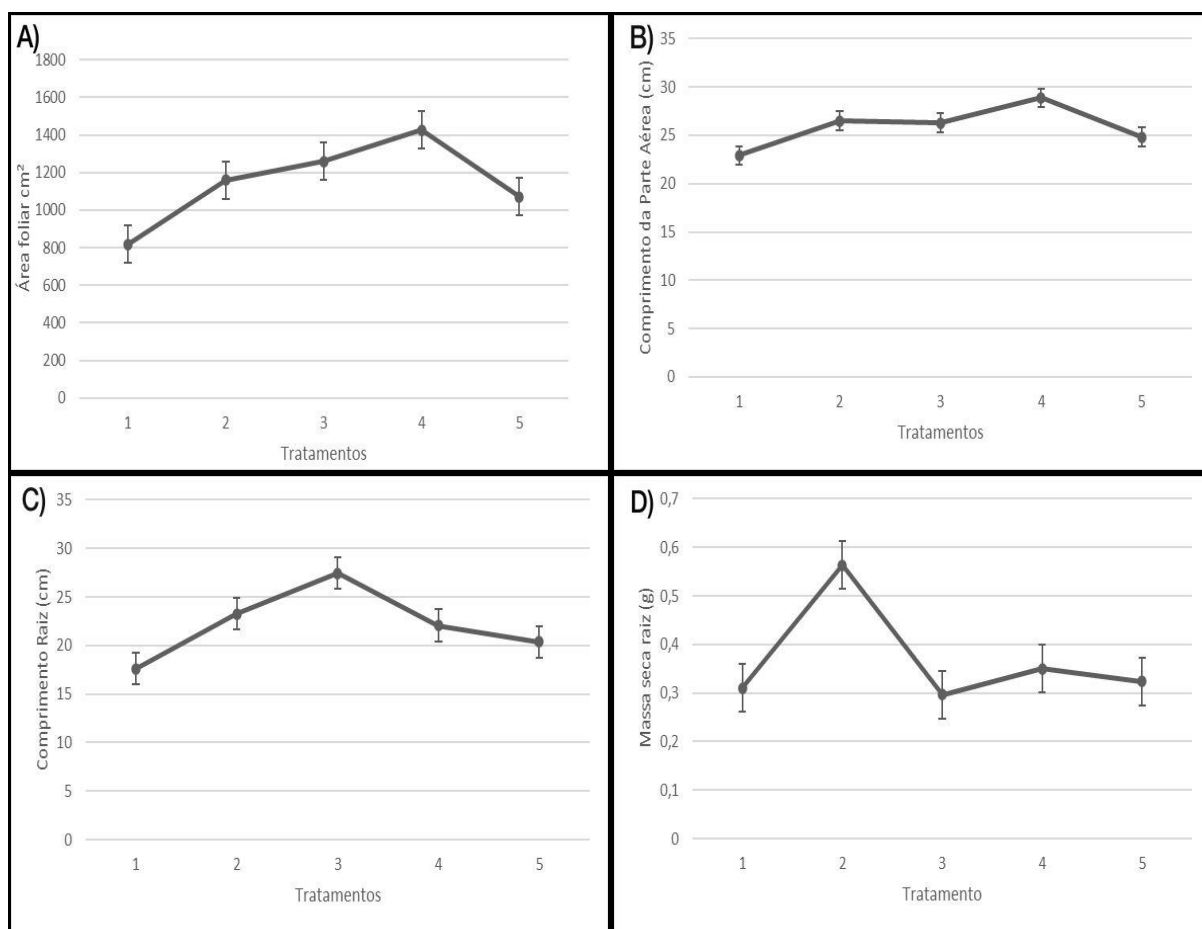 A)
Área foliar cm²
1800
1600
1400
1200
1000
800
600
400
200
0
1 2 3 4 5
Tratamentos
B)
Comprimento da Parte Aérea (cm)
35
30
25
20
15
10
5
0
1 2 3 4 5
Tratamentos
C)
Comprimento Raiz (cm)
35
30
25
20
15
10
5
0
1 2 3 4 5
Tratamentos
D)
Massa seca raiz (g)
0,7
0,6
0,5
0,4
0,3
0,2
0,1
0
1 2 3 4 5
Tratamento